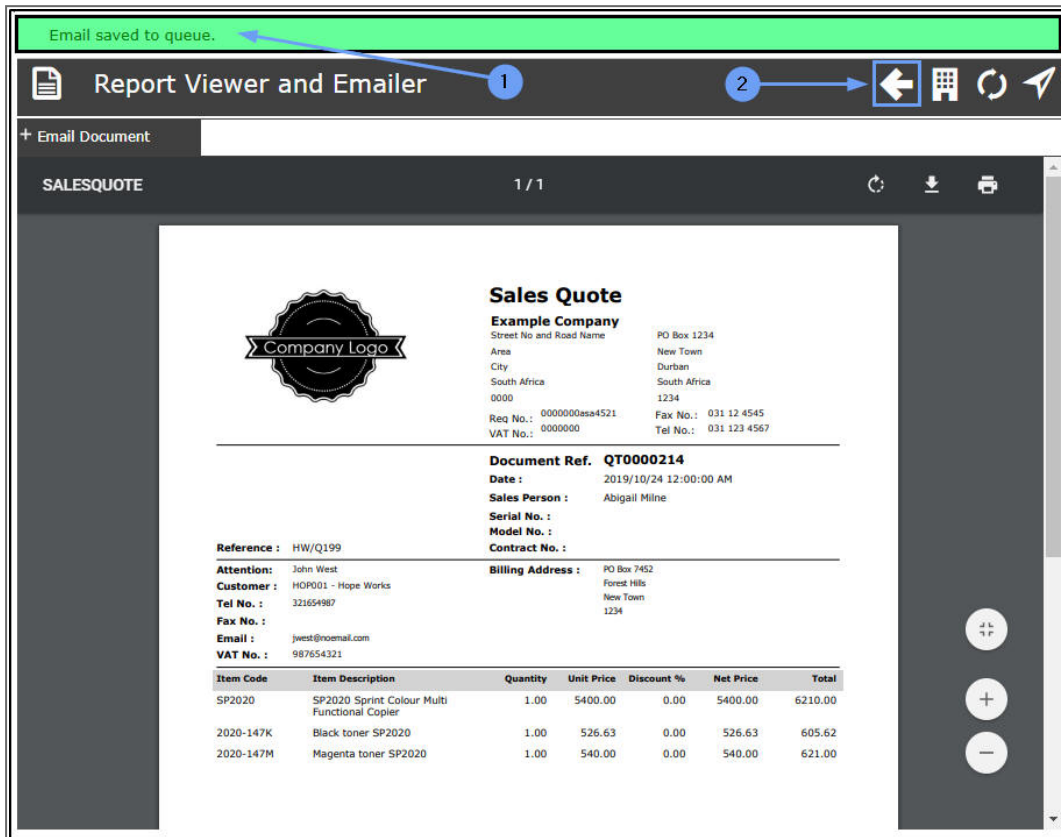 Email saved to queue.
1
Report Viewer and Emailer
2
+ Email Document
SALESQUOTE 1 / 1
Company Logo
Sales Quote
Example Company
Street No and Road Name PO Box 1234
Area New Town
City Durban
South Africa South Africa
0000 1234
Reg No.: 0000000asa4521 Fax No.: 031 12 4545
VAT No.: 0000000 Tel No.: 031 123 4567
Document Ref. QT0000214
Date : 2019/10/24 12:00:00 AM
Sales Person : Abigail Milne
Serial No. :
Model No. :
Reference : HW/Q199 Contract No. :
Attention: John West Billing Address : PO Box 7452
Customer : HOP001 - Hope Works Forest Hills
Tel No. : 321654987 New Town
Fax No. : 1234
Email : jwest@noemail.com
VAT No. : 987654321
Item Code Item Description Quantity Unit Price Discount % Net Price Total
SP2020 SP2020 Sprint Colour Multi 1.00 5400.00 0.00 5400.00 6210.00
Functional Copier
2020-147K Black toner SP2020 1.00 526.63 0.00 526.63 605.62
2020-147M Magenta toner SP2020 1.00 540.00 0.00 540.00 621.00